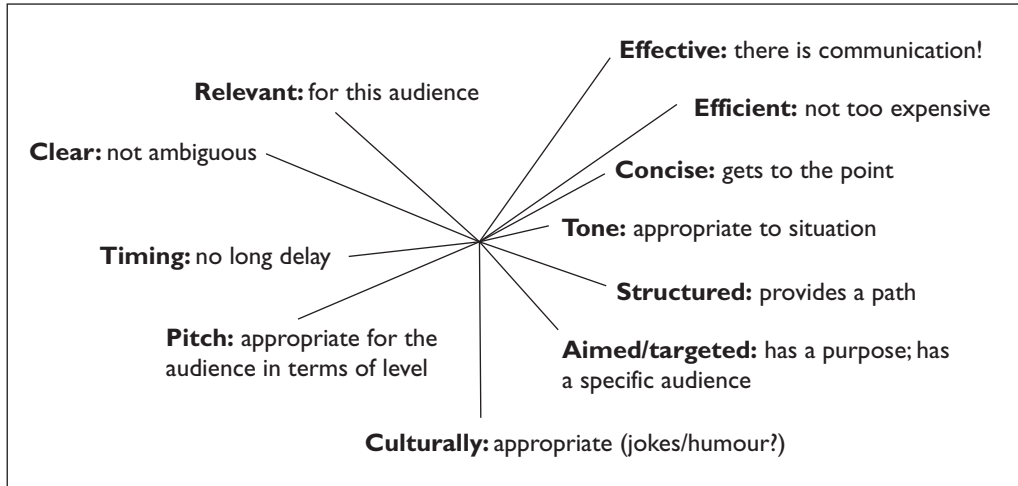 Effective: there is communication!
Relevant: for this audience
Efficient: not too expensive
Clear: not ambiguous
Concise: gets to the point
Tone: appropriate to situation
Timing: no long delay
Structured: provides a path
Pitch: appropriate for the
audience in terms of level
Aimed/targeted: has a purpose; has
a specific audience
Culturally: appropriate (jokes/humour?)